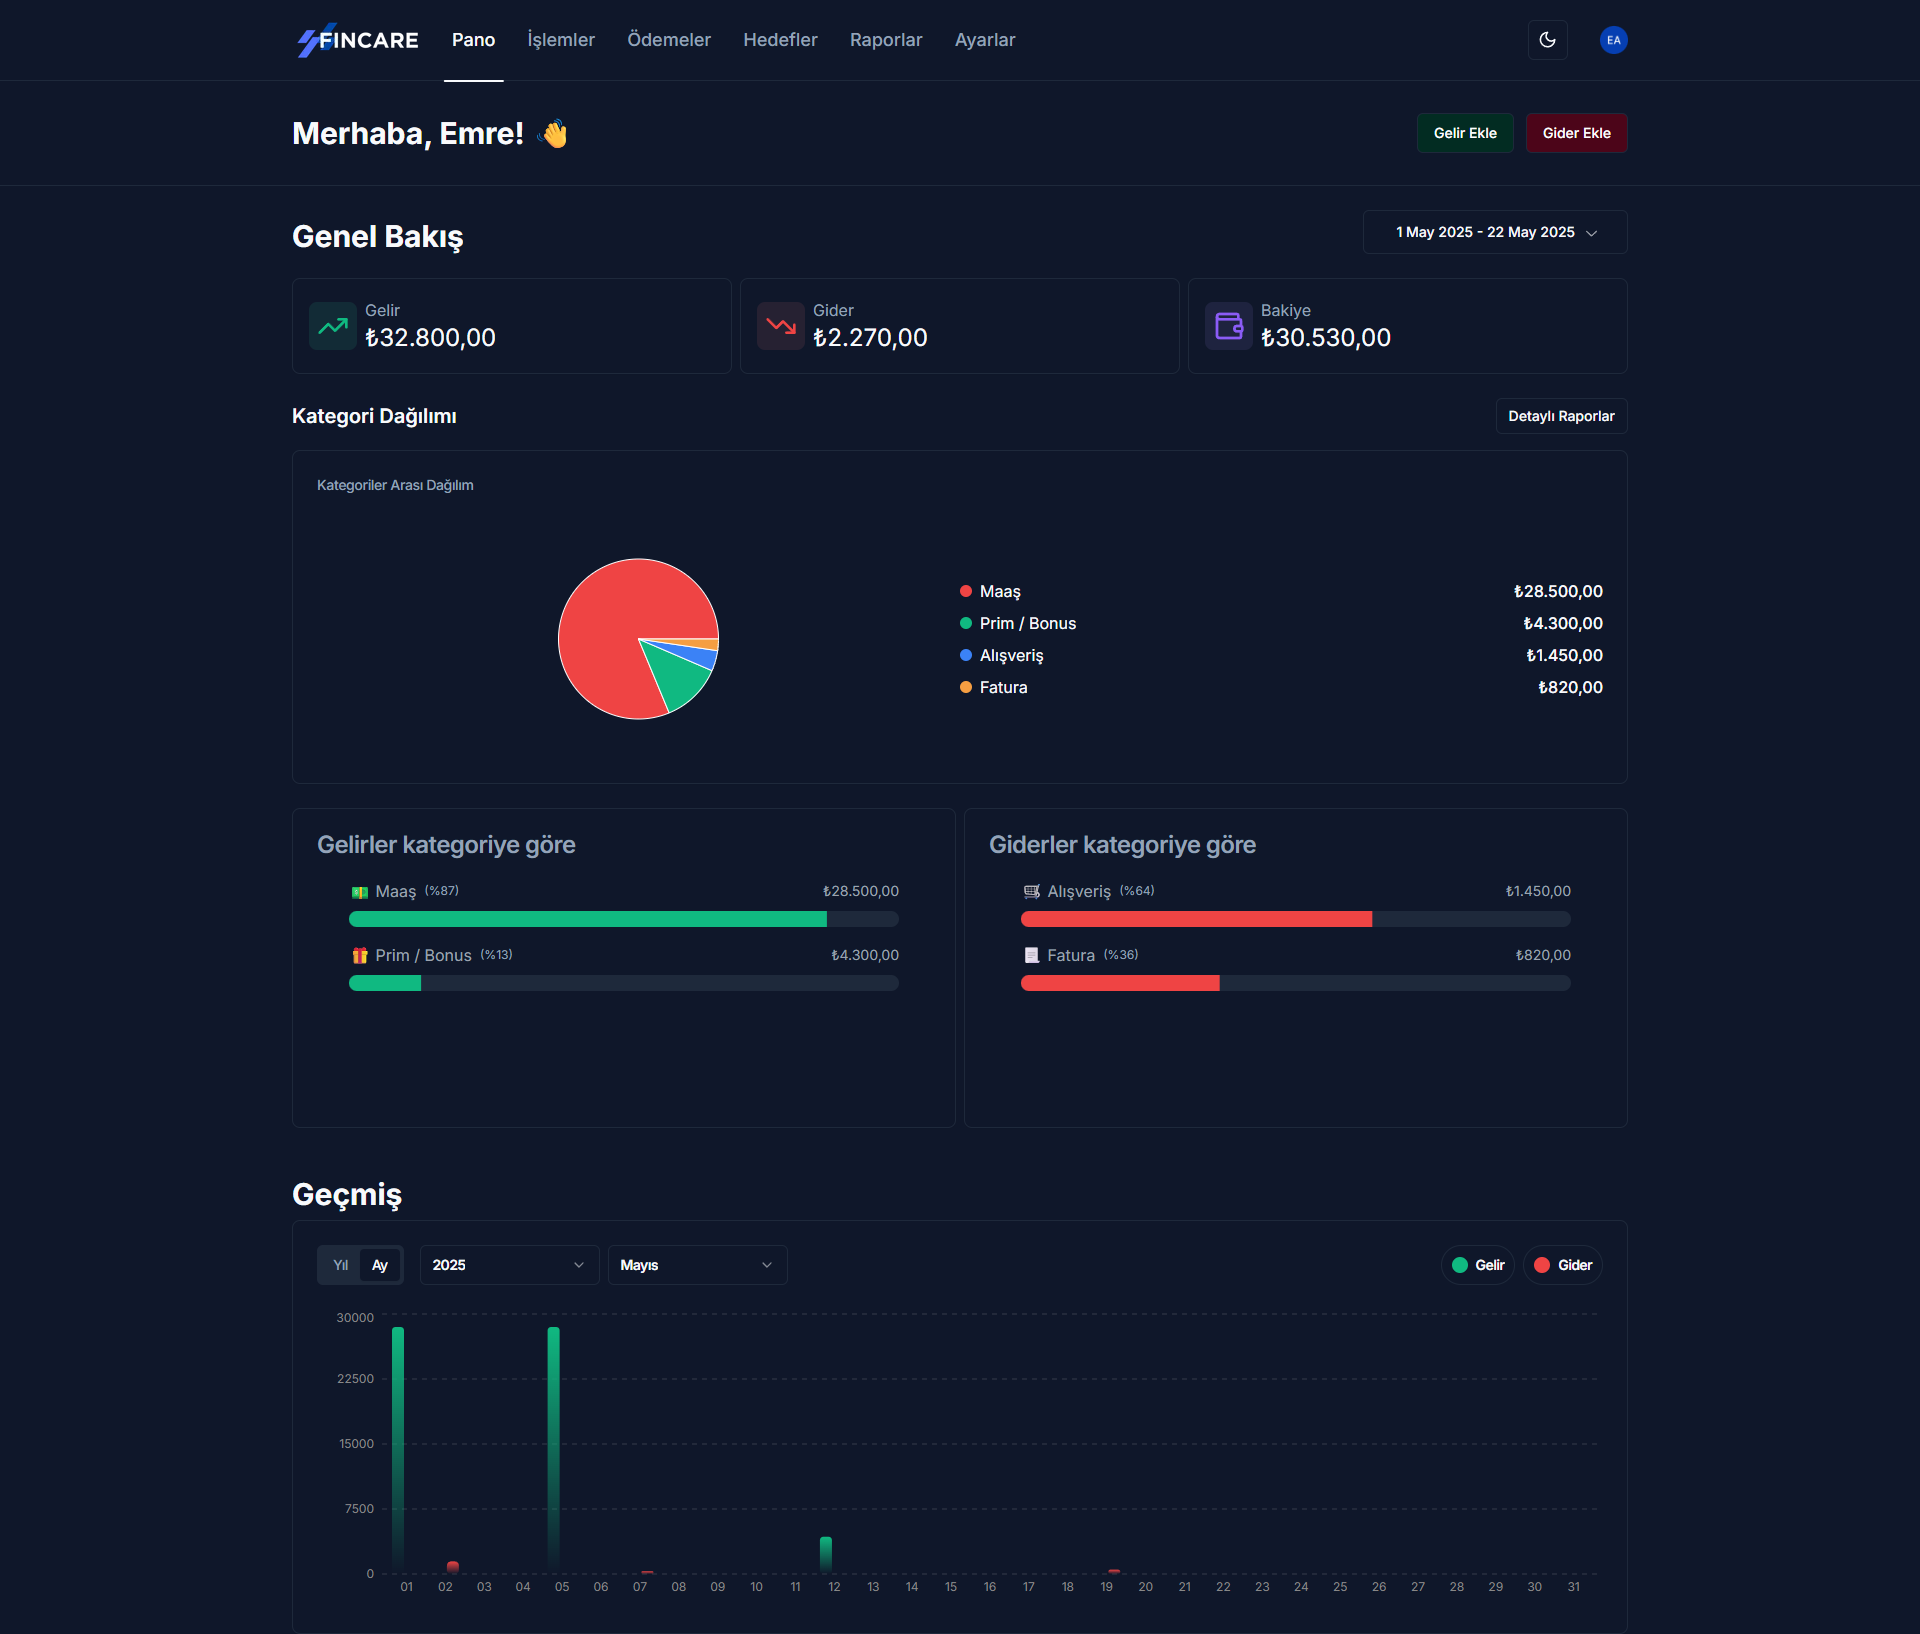 FINCARE Pano İşlemler Ödemeler Hedefler Raporlar Ayarlar EA
Merhaba, Emre! 👋 Gelir Ekle Gider Ekle
Genel Bakış 1 May 2025 - 22 May 2025
Gelir
₺32.800,00
Gider
₺2.270,00
Bakiye
₺30.530,00
Kategori Dağılımı Detaylı Raporlar
Kategoriler Arası Dağılım
Maaş ₺28.500,00
Prim / Bonus ₺4.300,00
Alışveriş ₺1.450,00
Fatura ₺820,00
Gelirler kategoriye göre
Maaş (%87) ₺28.500,00
Prim / Bonus (%13) ₺4.300,00
Giderler kategoriye göre
Alışveriş (%64) ₺1.450,00
Fatura (%36) ₺820,00
Geçmiş
Yıl Ay 2025 Mayıs Gelir Gider
30000
22500
15000
7500
0
01 02 03 04 05 06 07 08 09 10 11 12 13 14 15 16 17 18 19 20 21 22 23 24 25 26 27 28 29 30 31